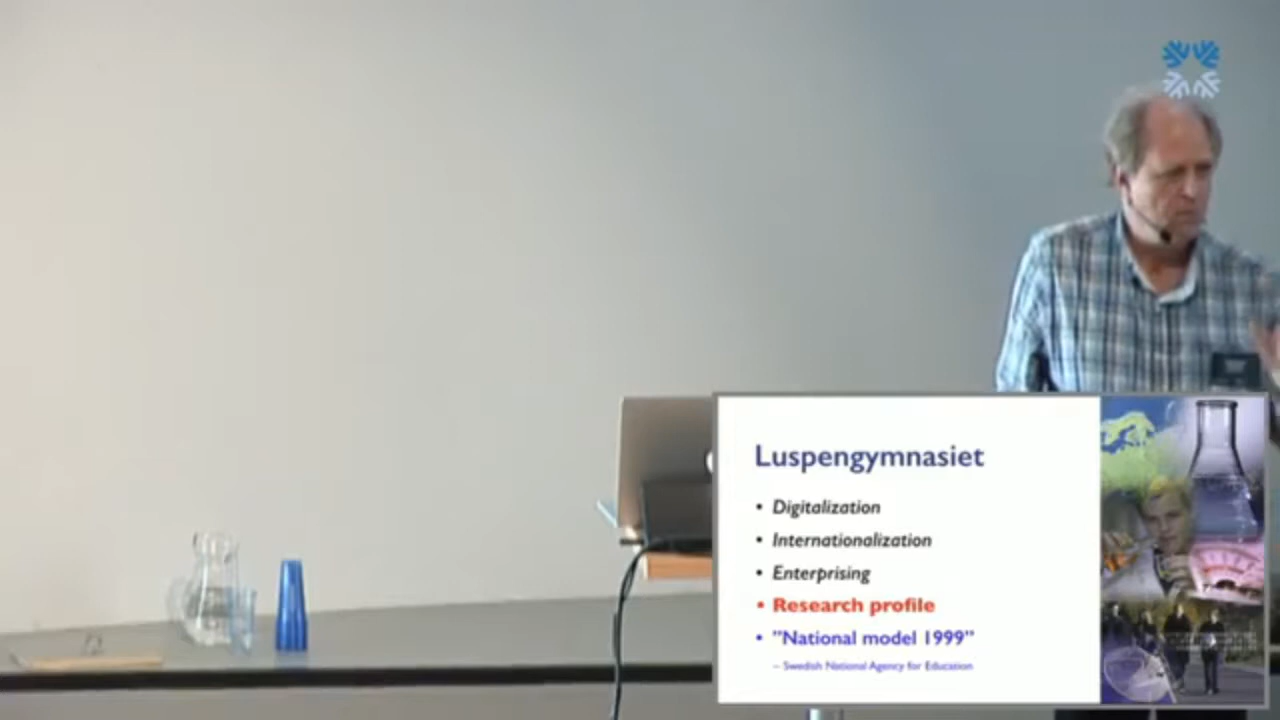 Luspengymnasiet
• Digitalization
• Internationalization
• Enterprising
• Research profile
• "National model 1999"
– Swedish National Agency for Education